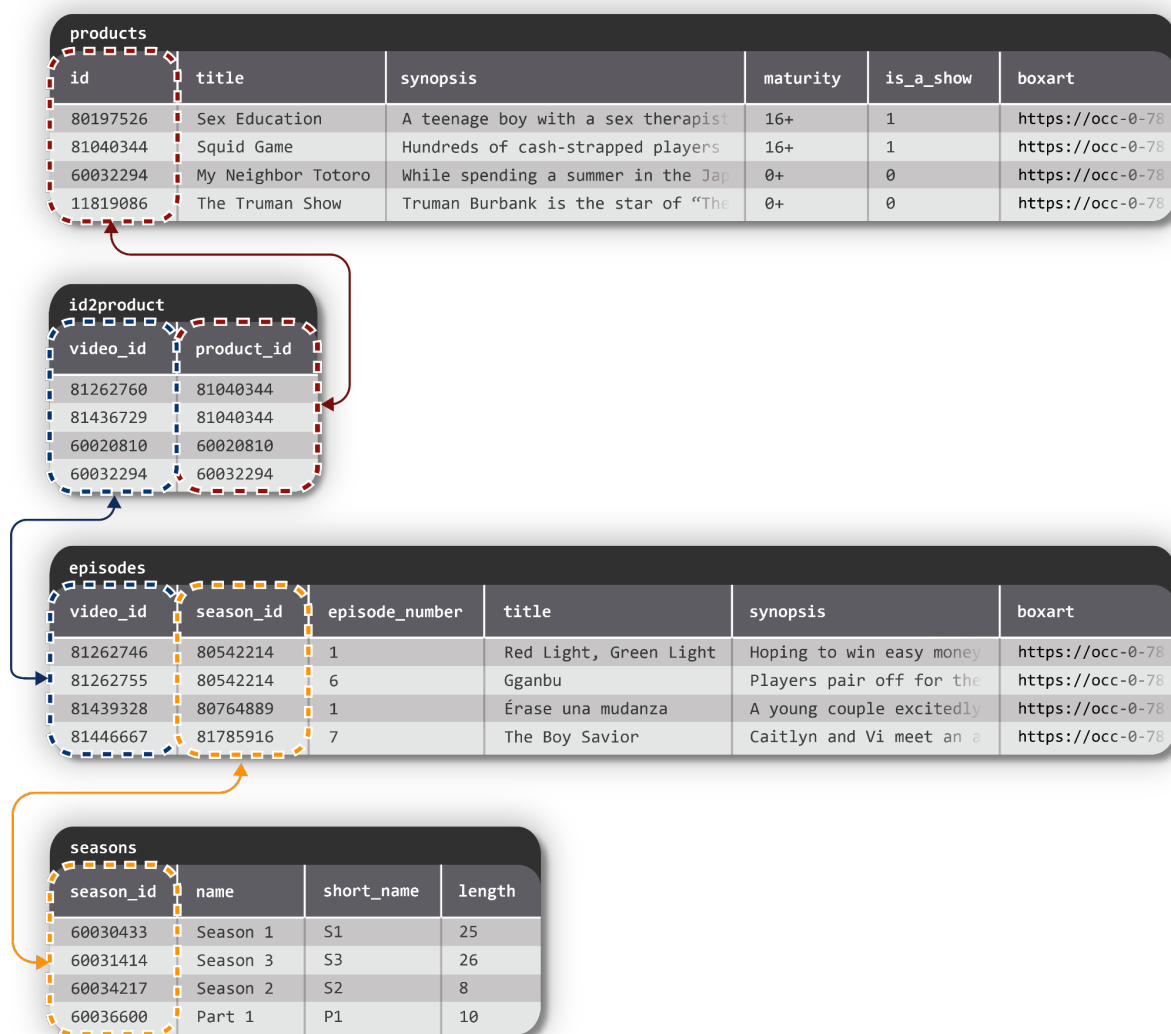 products
id title synopsis maturity is_a_show boxart
80197526 Sex Education A teenage boy with a sex therapist 16+ 1 https://occ-0-78
81040344 Squid Game Hundreds of cash-strapped players 16+ 1 https://occ-0-78
60032294 My Neighbor Totoro While spending a summer in the Jap 0+ 0 https://occ-0-78
11819086 The Truman Show Truman Burbank is the star of “The 0+ 0 https://occ-0-78
id2product
video_id product_id
81262760 81040344
81436729 81040344
60020810 60020810
60032294 60032294
episodes
video_id season_id episode_number title synopsis boxart
81262746 80542214 1 Red Light, Green Light Hoping to win easy money https://occ-0-78
81262755 80542214 6 Gganbu Players pair off for the https://occ-0-78
81439328 80764889 1 Érase una mudanza A young couple excitedly https://occ-0-78
81446667 81785916 7 The Boy Savior Caitlyn and Vi meet an a https://occ-0-78
seasons
season_id name short_name length
60030433 Season 1 S1 25
60031414 Season 3 S3 26
60034217 Season 2 S2 8
60036600 Part 1 P1 10